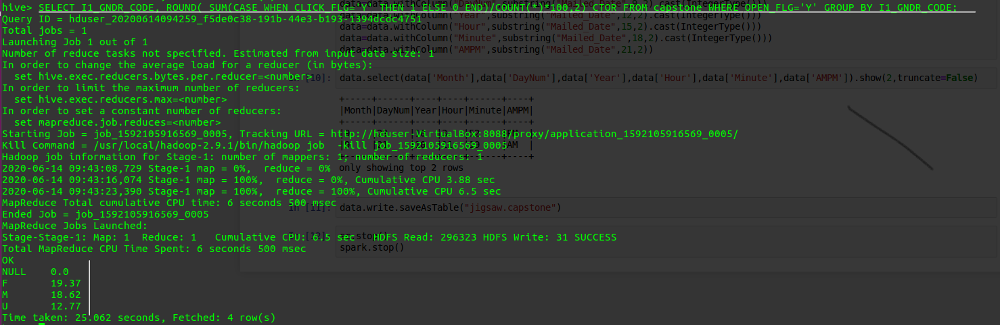 hive> SELECT I1_GNDR_CODE, ROUND( SUM(CASE WHEN CLICK_FLG='Y' THEN 1 ELSE 0 END)/COUNT(*)*100,2) CTOR FROM capstone WHERE OPEN_FLG='Y' GROUP BY I1_GNDR_CODE;
Query ID = hduser_20200614094259_f5de0c38-191b-44e3-b193-1394dcdc4751
Total jobs = 1
Launching Job 1 out of 1
Number of reduce tasks not specified. Estimated from input data size: 1
In order to change the average load for a reducer (in bytes):
  set hive.exec.reducers.bytes.per.reducer=<number>
In order to limit the maximum number of reducers:
  set hive.exec.reducers.max=<number>
In order to set a constant number of reducers:
  set mapreduce.job.reduces=<number>
Starting Job = job_1592105916569_0005, Tracking URL = http://hduser-VirtualBox:8088/proxy/application_1592105916569_0005/
Kill Command = /usr/local/hadoop-2.9.1/bin/hadoop job  -kill job_1592105916569_0005
Hadoop job information for Stage-1: number of mappers: 1; number of reducers: 1
2020-06-14 09:43:08,729 Stage-1 map = 0%,  reduce = 0%
2020-06-14 09:43:16,074 Stage-1 map = 100%,  reduce = 0%, Cumulative CPU 3.88 sec
2020-06-14 09:43:23,390 Stage-1 map = 100%,  reduce = 100%, Cumulative CPU 6.5 sec
MapReduce Total cumulative CPU time: 6 seconds 500 msec
Ended Job = job_1592105916569_0005
MapReduce Jobs Launched:
Stage-Stage-1: Map: 1  Reduce: 1   Cumulative CPU: 6.5 sec   HDFS Read: 296323 HDFS Write: 31 SUCCESS
Total MapReduce CPU Time Spent: 6 seconds 500 msec
OK
NULL    0.0
F       19.37
M       18.62
U       12.77
Time taken: 25.062 seconds, Fetched: 4 row(s)
data=data.withColumn("Hour",substring("Mailed_Date",15,2).cast(IntegerType()))
data=data.withColumn("Minute",substring("Mailed_Date",18,2).cast(IntegerType()))
data=data.withColumn("AMPM",substring("Mailed_Date",21,2))
[10]: data.select(data['Month'],data['DayNum'],data['Year'],data['Hour'],data['Minute'],data['AMPM']).show(2,truncate=False)
+-----+------+----+----+------+----+
|Month|DayNum|Year|Hour|Minute|AMPM|
+-----+------+----+----+------+----+
+-----+------+----+----+------+----+
only showing top 2 rows
In [11]: data.write.saveAsTable("jigsaw.capstone")
spark.stop()